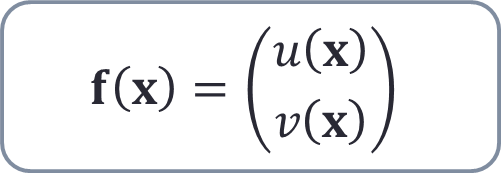 𝐟(𝐱) = (𝑢(𝐱)
𝑣(𝐱))